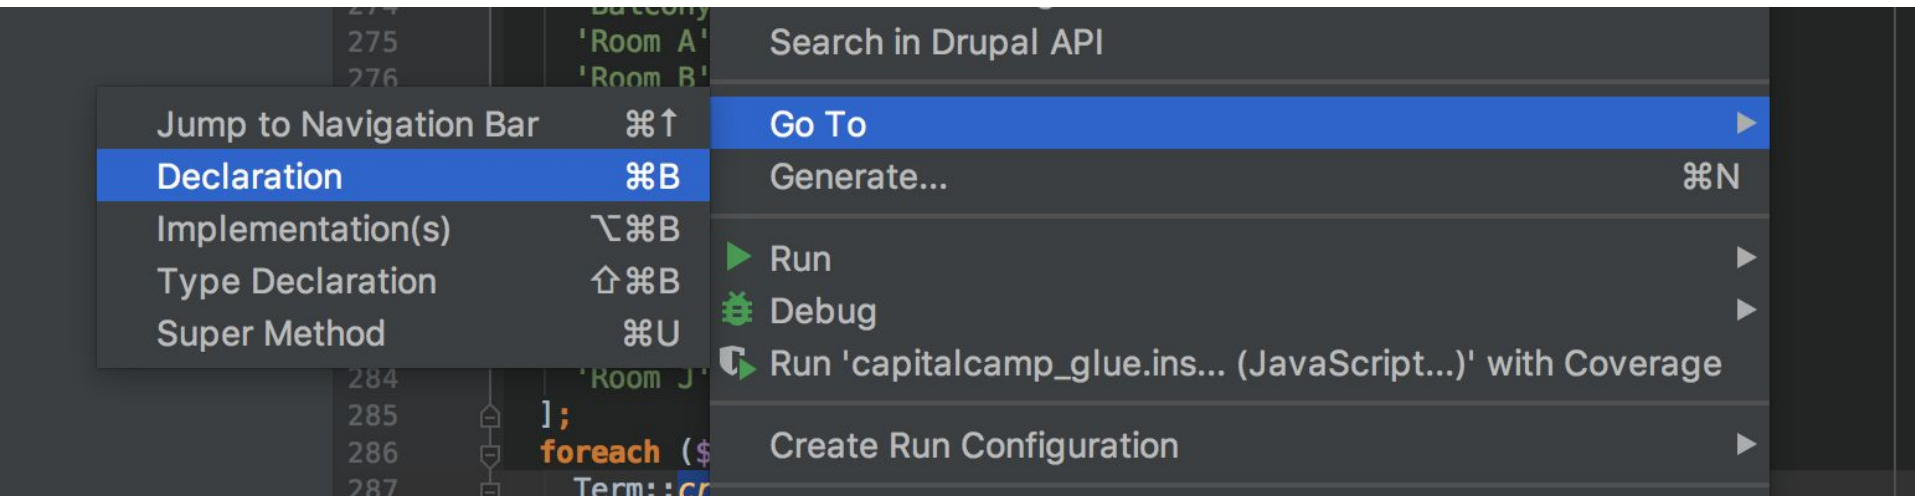 274 'Balcony
275 'Room A'
276 'Room B'
Search in Drupal API
Go To
Generate... ⌘N
Run
Debug
Run 'capitalcamp_glue.ins... (JavaScript...)' with Coverage
Create Run Configuration
Jump to Navigation Bar ⌘↑
Declaration ⌘B
Implementation(s) ⌥⌘B
Type Declaration ⇧⌘B
Super Method ⌘U
284 'Room J'
285 ];
286 foreach ($
287 Term::cr